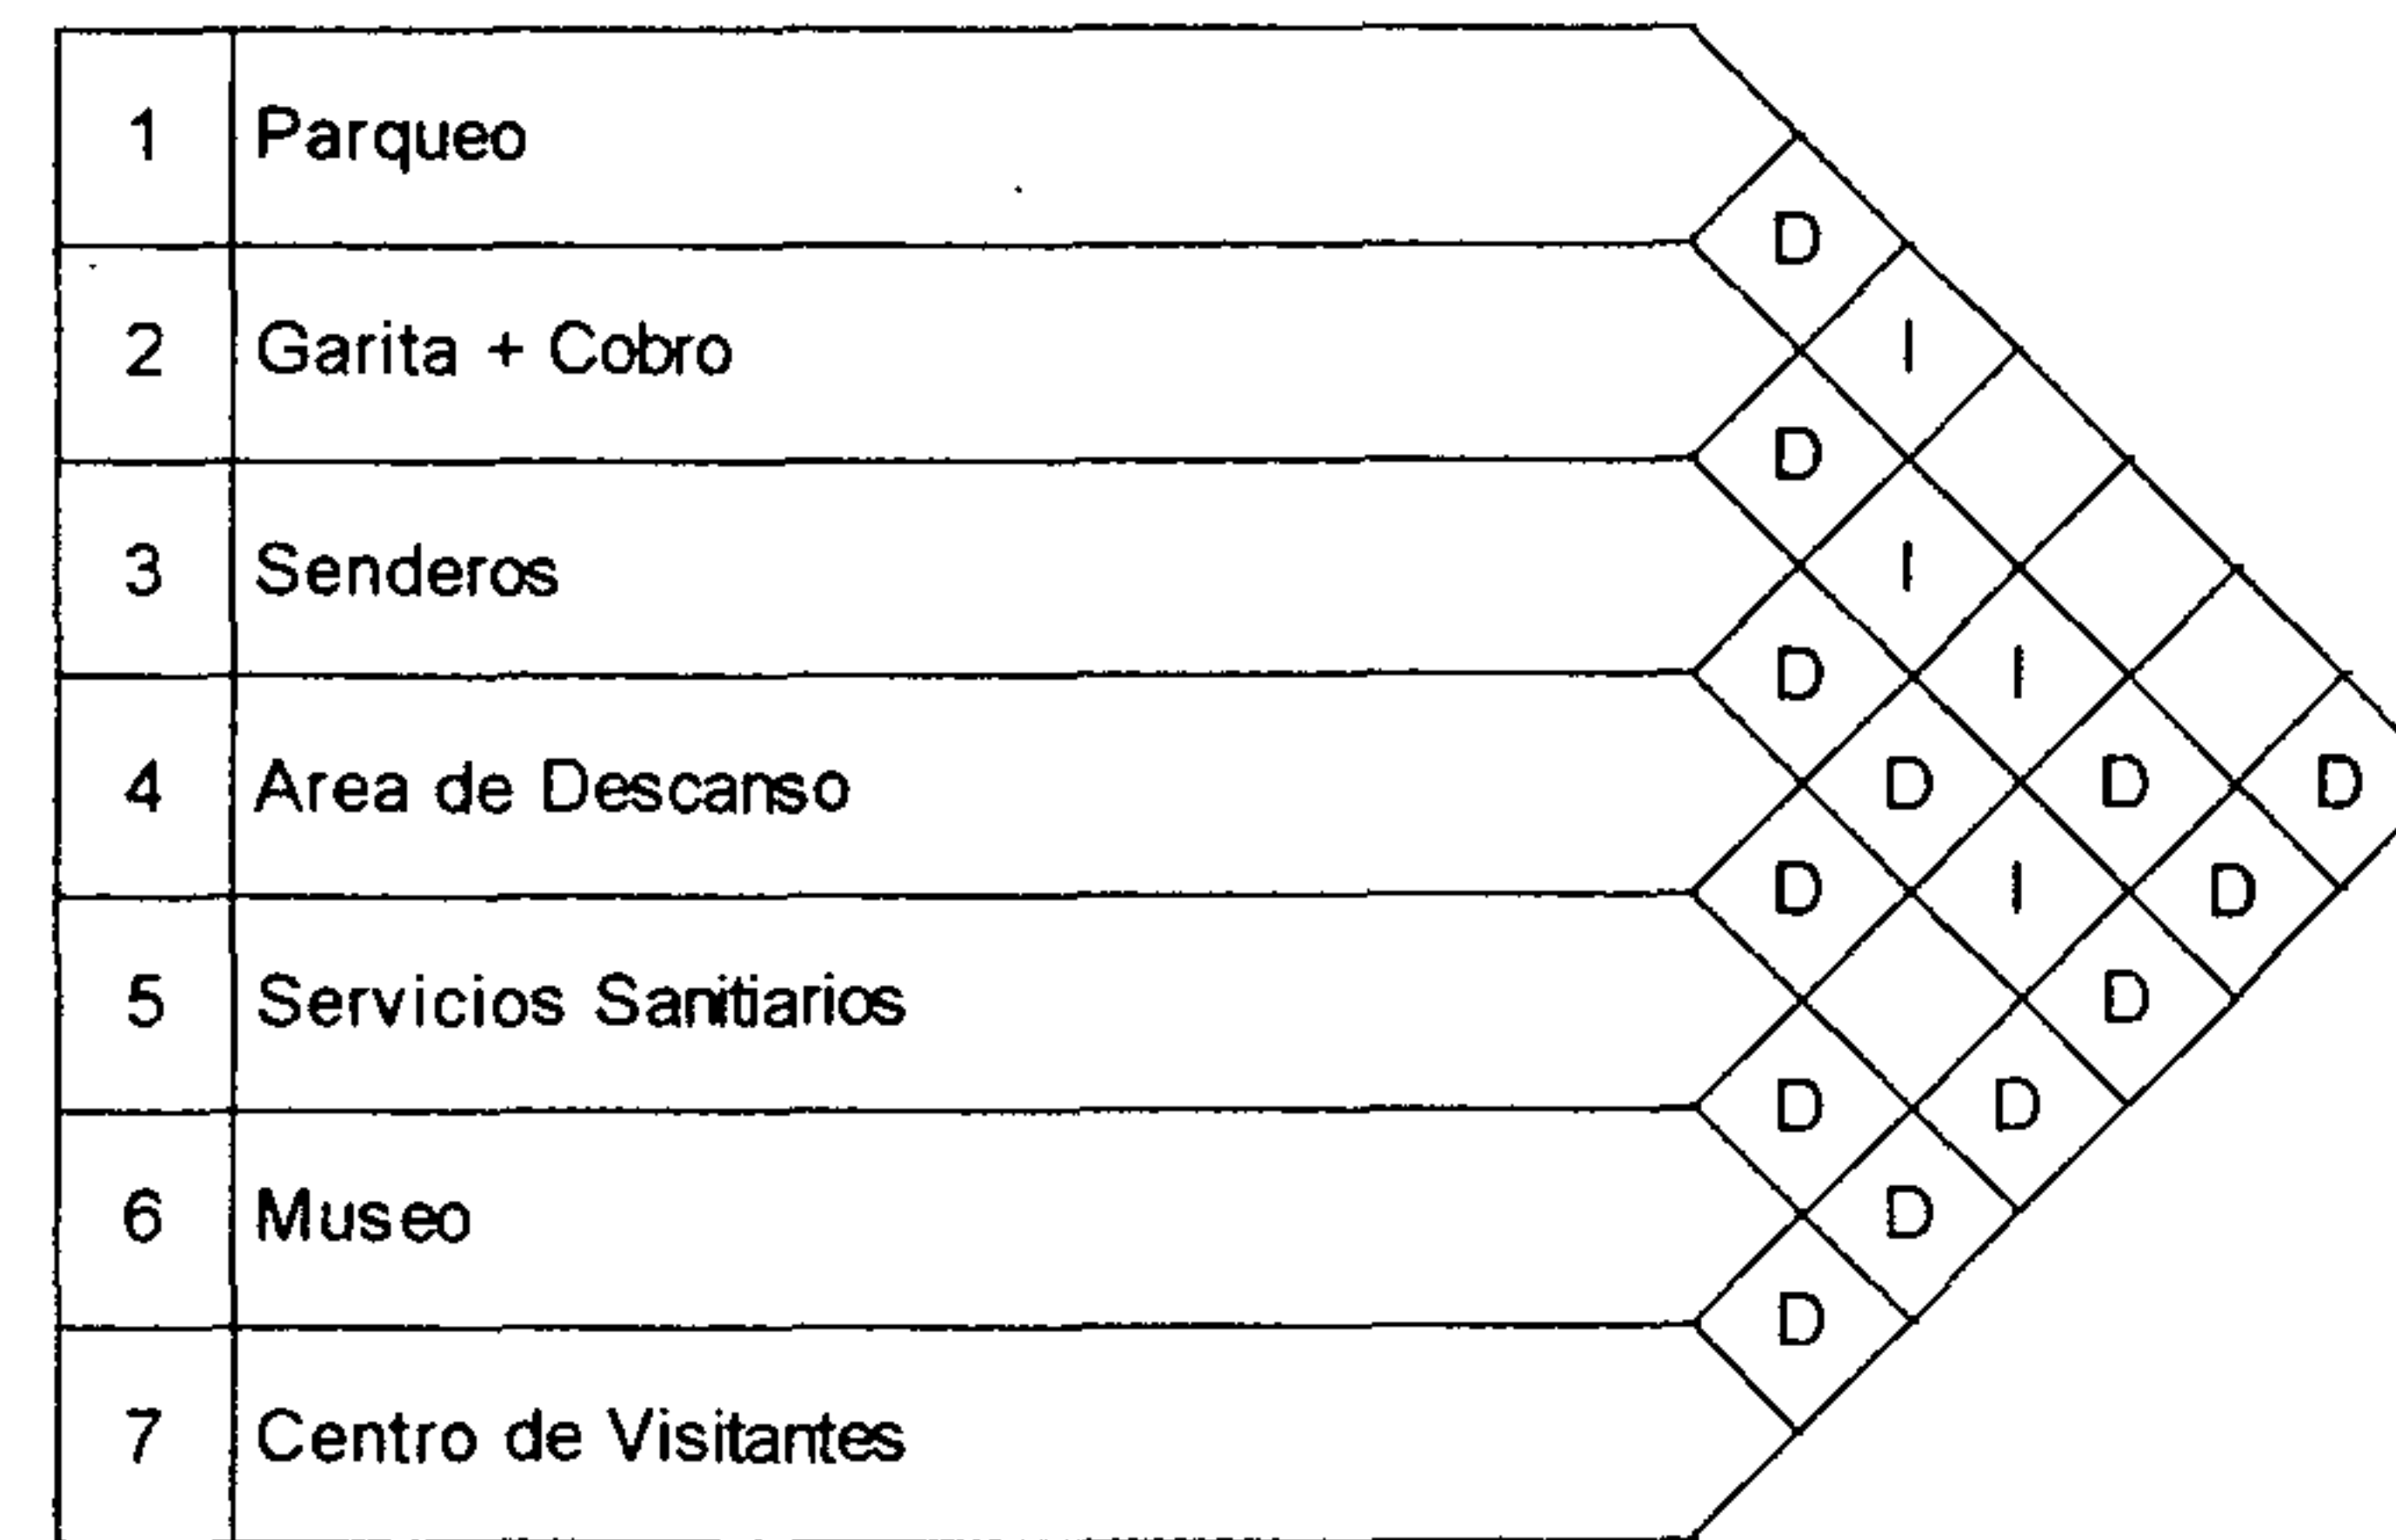 1 Parqueo
D
2 Garita + Cobro I
D
3 Senderos I
D I
4 Area de Descanso D D D
D I D
5 Servicios Sanitiarios D
D D
6 Museo D
D
7 Centro de Visitantes